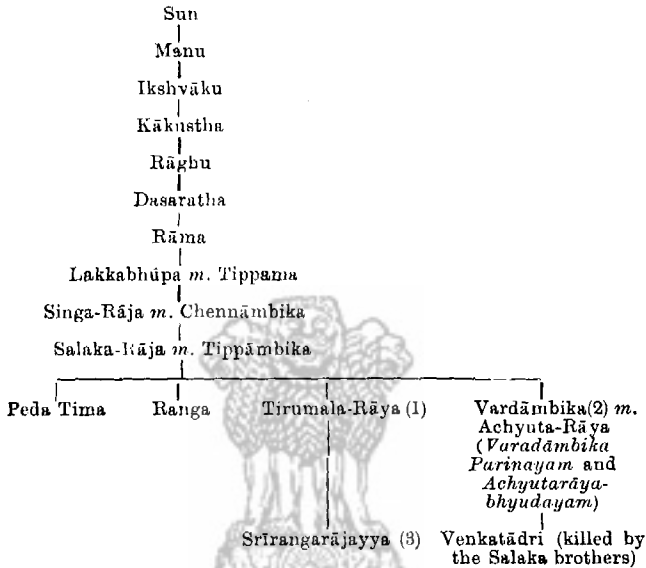 Sun
Manu
Ikshvāku
Kākustha
Rāghu
Dasaratha
Rāma
Lakkabhúpa m. Tippama
Singa-Rāja m. Chennāmbika
Salaka-Rāja m. Tippāmbika
Peda Tima Ranga Tirumala-Rāya (1) Vardāmbika(2) m.
Achyuta-Rāya
(Varadāmbika
Parinayam and
Achyutarāya-
bhyudayam)
Srīrangarājayya (3) Venkatādri (killed by
the Salaka brothers)